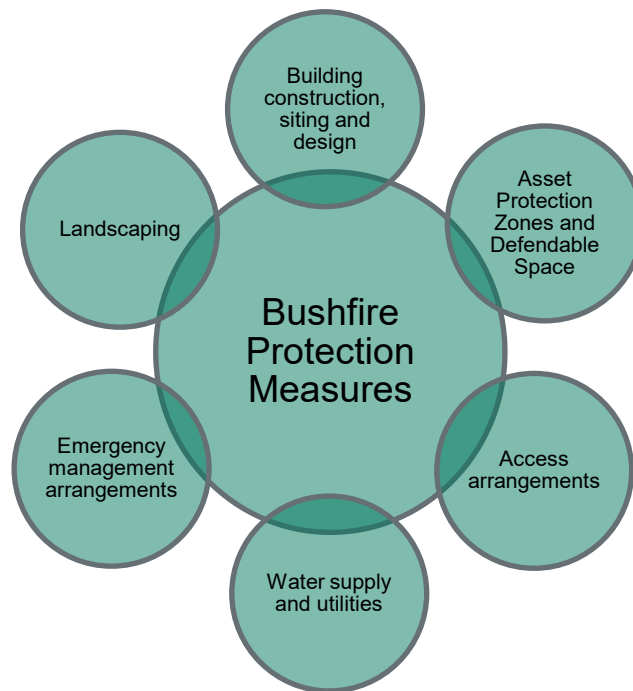 Building
construction,
siting and
design
Asset
Protection
Zones and
Defendable
Space
Landscaping
Bushfire
Protection
Measures
Access
arrangements
Emergency
management
arrangements
Water supply
and utilities